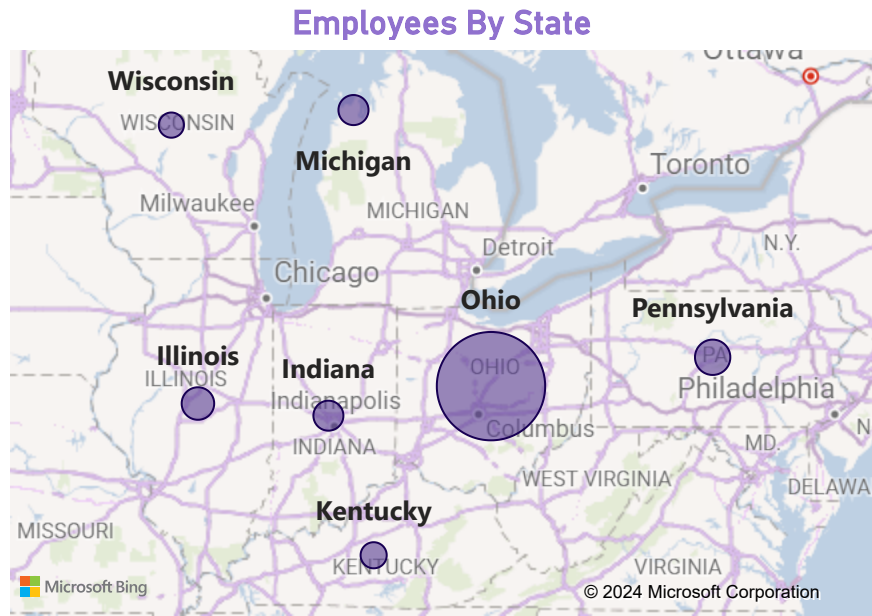 Employees By State
Ottawa
Wisconsin
WISCONSIN
Michigan
Toronto
Milwaukee
MICHIGAN
N.Y.
Detroit
Chicago
Ohio
Pennsylvania
Illinois
ILLINOIS
Indiana
OHIO
PA
Philadelphia
Indianapolis
Columbus
INDIANA
MD.
N
WEST VIRGINIA
DELAWA
Kentucky
MISSOURI
KENTUCKY
VIRGINIA
Microsoft Bing
© 2024 Microsoft Corporation